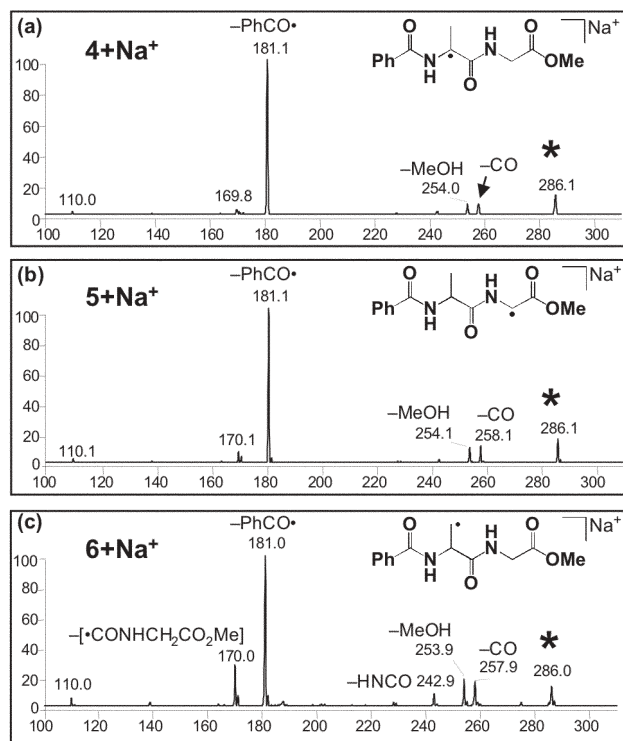 (a)
4+Na+
–PhCO•
181.1
Ph
O
N
H
•
O
H
N
O
OMe
Na+
100
80
60
40
20
0
110.0
169.8
–MeOH
254.0
–CO
*
286.1
100 120 140 160 180 200 220 240 260 280 300
(b)
5+Na+
–PhCO•
181.1
Ph
O
N
H
O
H
N
•
O
OMe
Na+
100
80
60
40
20
0
110.1
170.1
–MeOH
254.1
–CO
258.1
*
286.1
100 120 140 160 180 200 220 240 260 280 300
(c)
6+Na+
–PhCO•
181.0
Ph
O
N
H
•
O
H
N
O
OMe
Na+
100
80
60
40
20
0
–[•CONHCH2CO2Me]
170.0
110.0
–HNCO 242.9
–MeOH
253.9
–CO
257.9
*
286.0
100 120 140 160 180 200 220 240 260 280 300